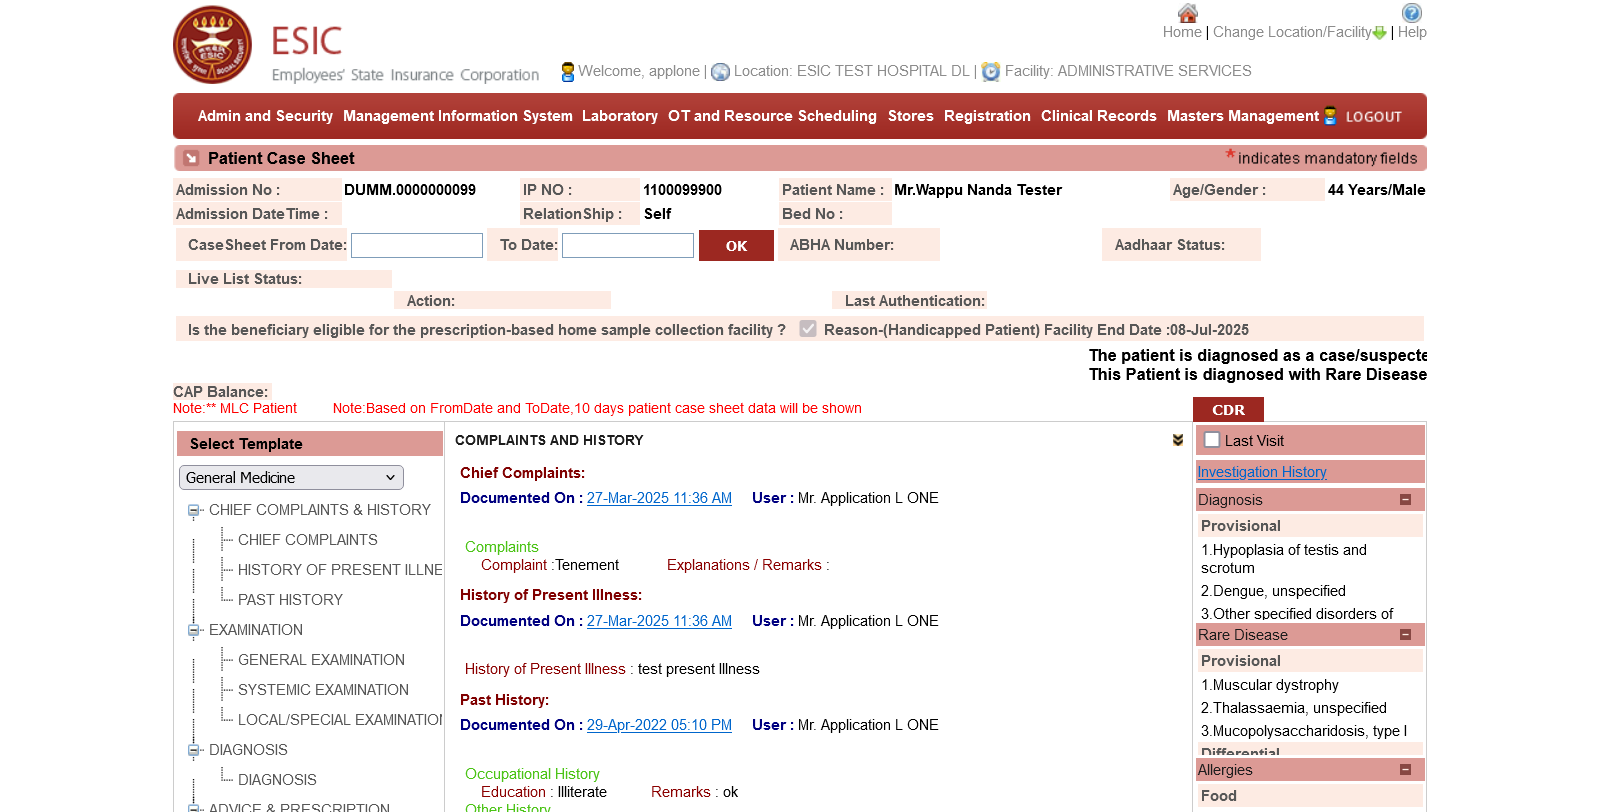 ESIC
Employees' State Insurance Corporation
Home | Change Location/Facility | Help
Welcome, applone | Location: ESIC TEST HOSPITAL DL | Facility: ADMINISTRATIVE SERVICES
Admin and Security Management Information System Laboratory OT and Resource Scheduling Stores Registration Clinical Records Masters Management LOGOUT
Patient Case Sheet *indicates mandatory fields
Admission No : DUMM.0000000099 IP NO : 1100099900 Patient Name : Mr.Wappu Nanda Tester Age/Gender : 44 Years/Male
Admission DateTime : RelationShip : Self Bed No :
CaseSheet From Date: To Date: OK ABHA Number: Aadhaar Status:
Live List Status:
Action: Last Authentication:
Is the beneficiary eligible for the prescription-based home sample collection facility ? Reason-(Handicapped Patient) Facility End Date :08-Jul-2025
The patient is diagnosed as a case/suspecte
This Patient is diagnosed with Rare Disease
CAP Balance:
Note:** MLC Patient Note:Based on FromDate and ToDate,10 days patient case sheet data will be shown
CDR
Select Template
General Medicine
CHIEF COMPLAINTS & HISTORY
CHIEF COMPLAINTS
HISTORY OF PRESENT ILLNE
PAST HISTORY
EXAMINATION
GENERAL EXAMINATION
SYSTEMIC EXAMINATION
LOCAL/SPECIAL EXAMINATION
DIAGNOSIS
DIAGNOSIS
ADVICE & PRESCRIPTION
COMPLAINTS AND HISTORY
Chief Complaints:
Documented On : 27-Mar-2025 11:36 AM User : Mr. Application L ONE
Complaints
Complaint :Tenement Explanations / Remarks :
History of Present Illness:
Documented On : 27-Mar-2025 11:36 AM User : Mr. Application L ONE
History of Present Illness : test present Illness
Past History:
Documented On : 29-Apr-2022 05:10 PM User : Mr. Application L ONE
Occupational History
Education : Illiterate Remarks : ok
Other History
Last Visit
Investigation History
Diagnosis
Provisional
1.Hypoplasia of testis and
scrotum
2.Dengue, unspecified
3.Other specified disorders of
Rare Disease
Provisional
1.Muscular dystrophy
2.Thalassaemia, unspecified
3.Mucopolysaccharidosis, type I
Differential
Allergies
Food